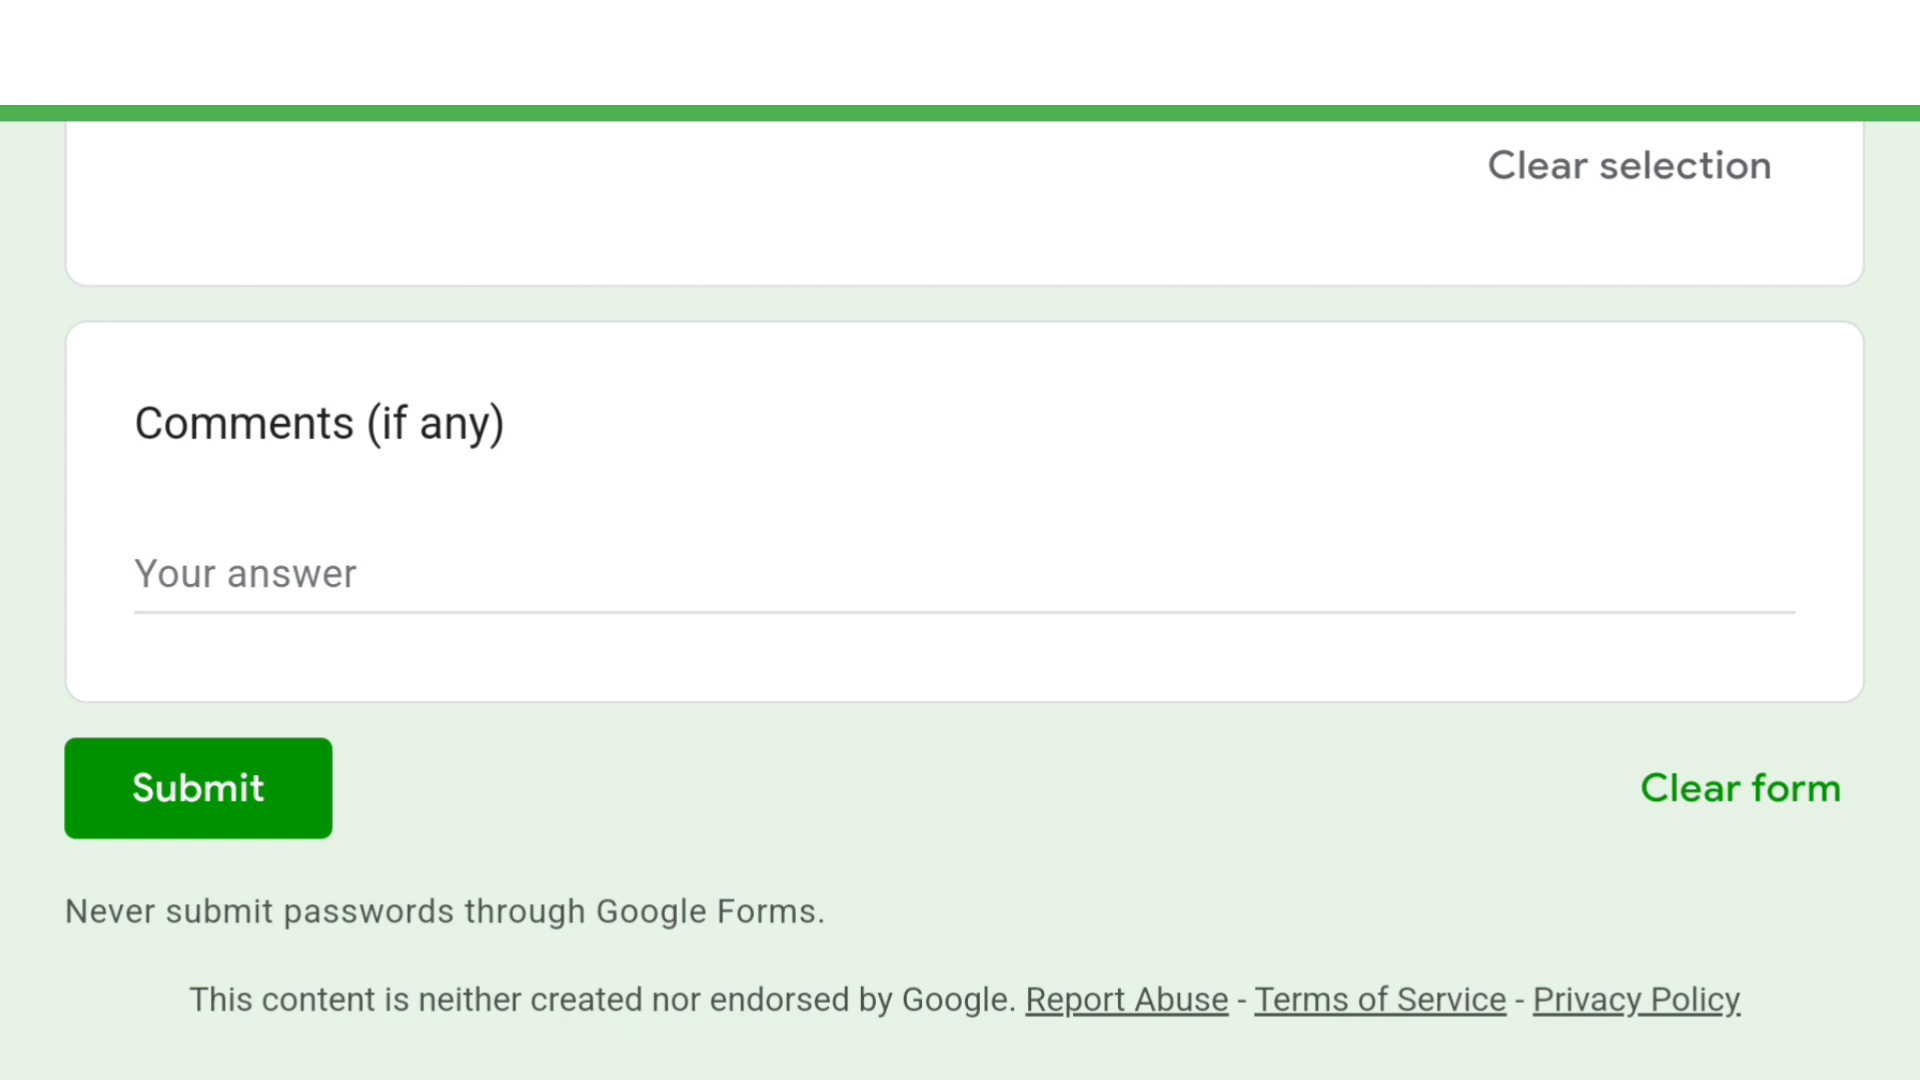 Clear selection
Comments (if any)
Your answer
Submit
Clear form
Never submit passwords through Google Forms.
This content is neither created nor endorsed by Google. Report Abuse - Terms of Service - Privacy Policy